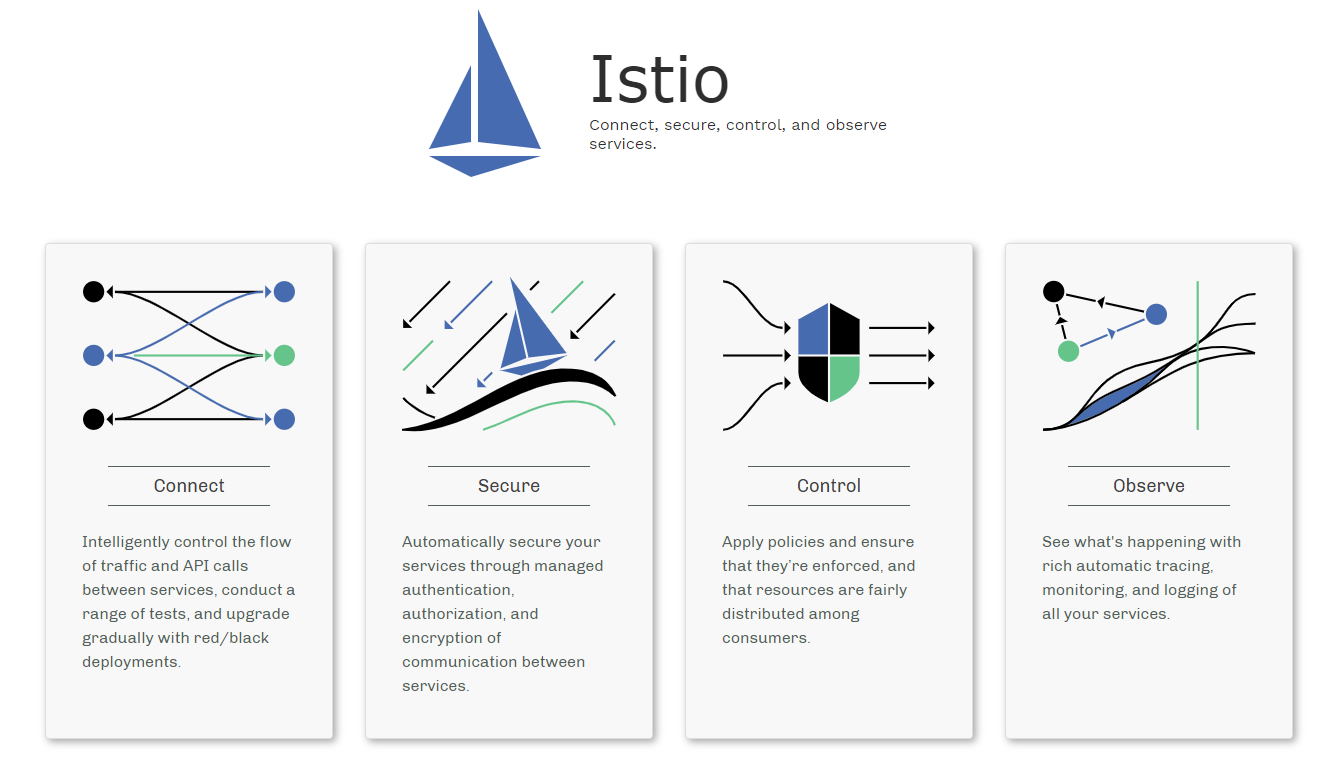 Istio
Connect, secure, control, and observe
services.
Connect
Intelligently control the flow
of traffic and API calls
between services, conduct a
range of tests, and upgrade
gradually with red/black
deployments.
Secure
Automatically secure your
services through managed
authentication,
authorization, and
encryption of
communication between
services.
Control
Apply policies and ensure
that they’re enforced, and
that resources are fairly
distributed among
consumers.
Observe
See what's happening with
rich automatic tracing,
monitoring, and logging of
all your services.